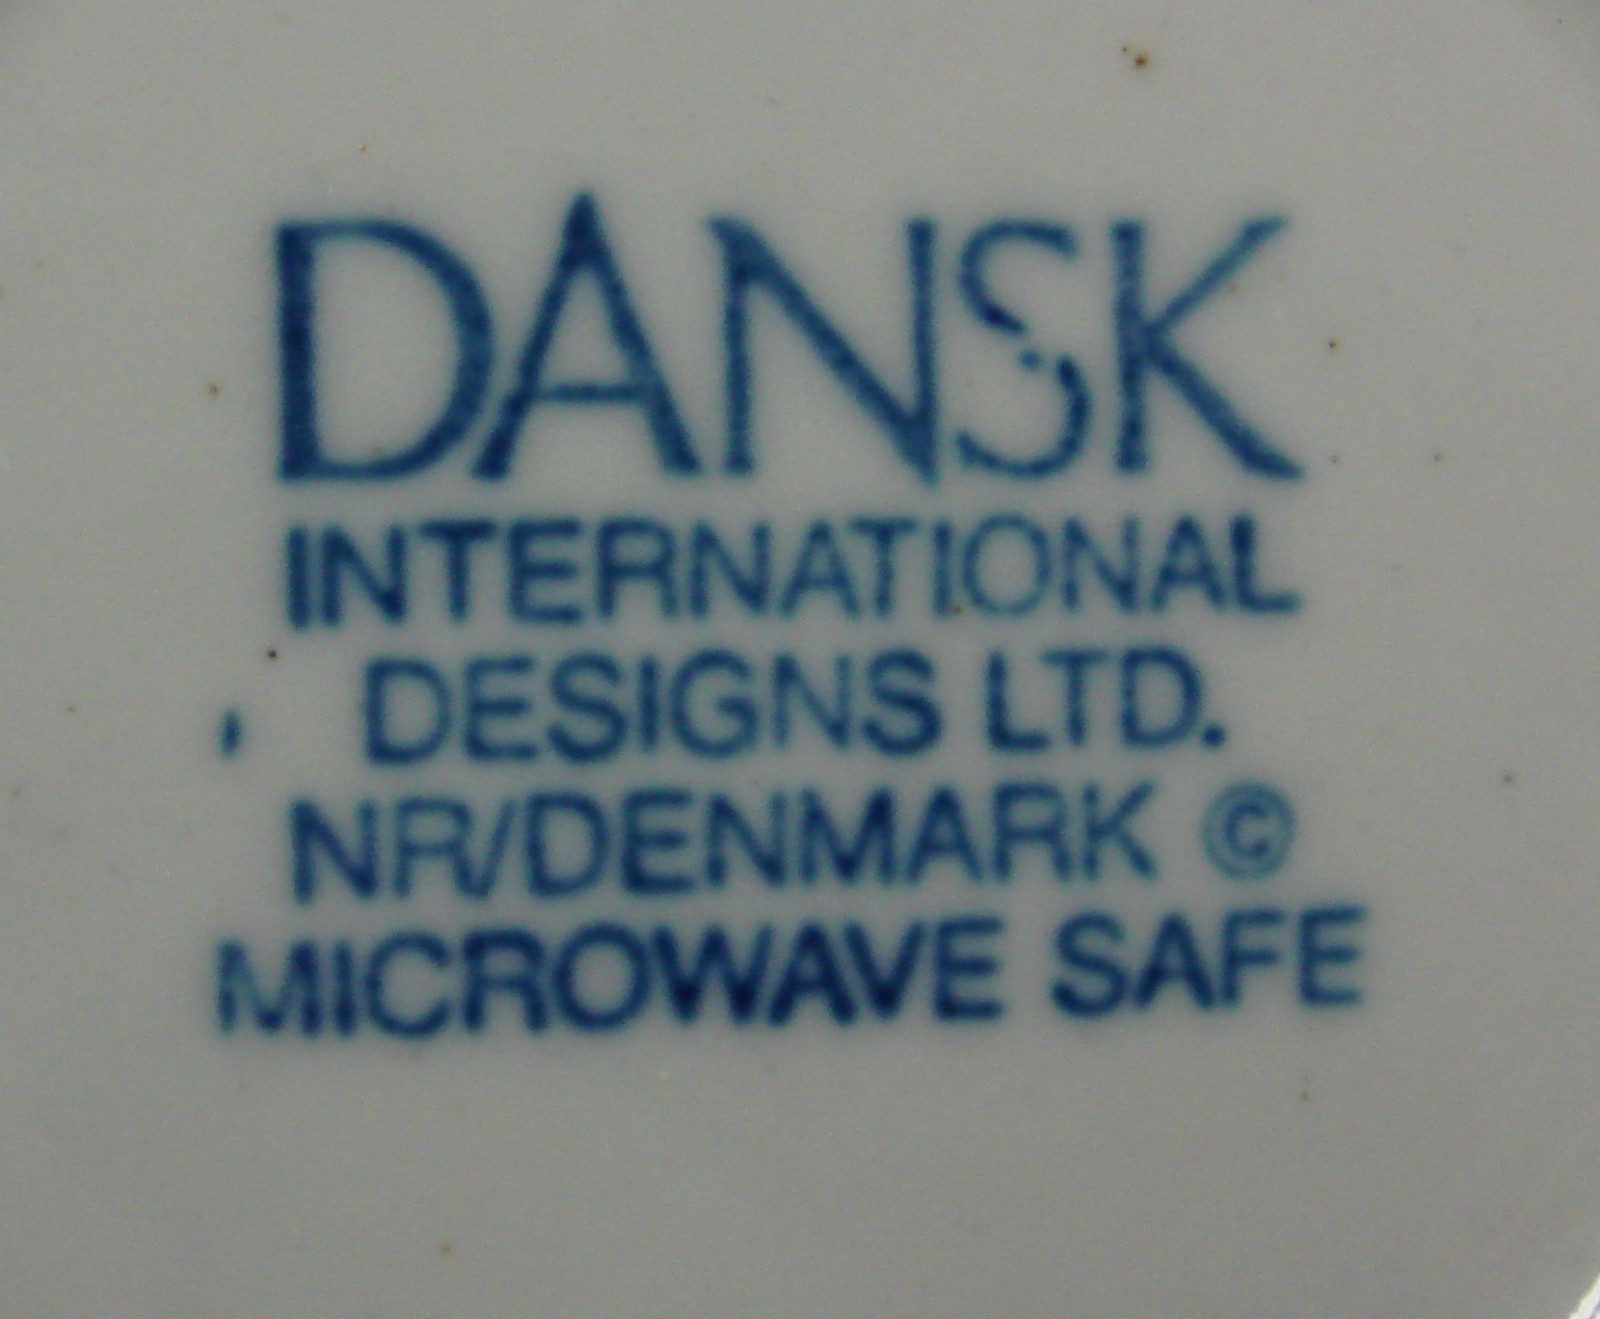 DANSK
INTERNATIONAL
DESIGNS LTD.
NR/DENMARK ©
MICROWAVE SAFE